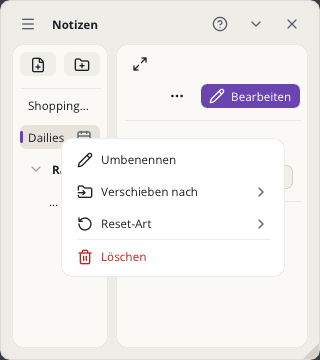 Notizen
Bearbeiten
Shopping...
Dailies
Umbenennen
Verschieben nach
Reset-Art
Löschen